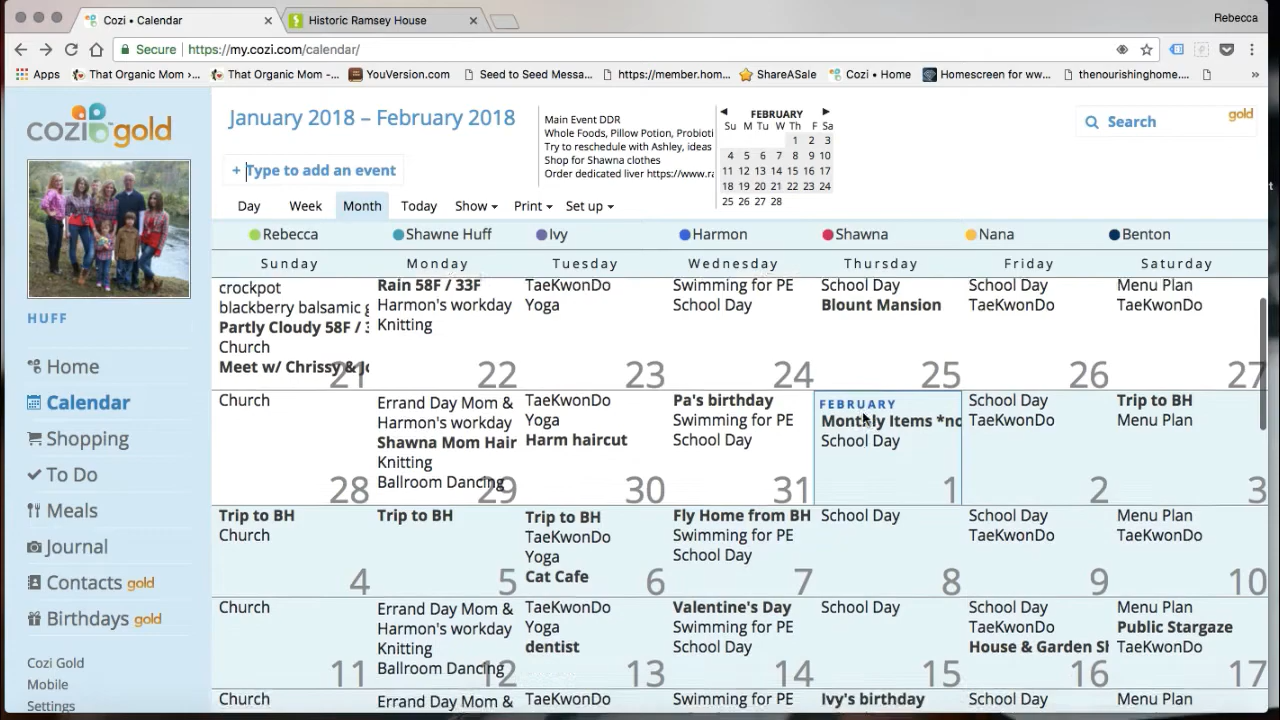 Cozi • Calendar
Historic Ramsey House
Rebecca
Secure https://my.cozi.com/calendar/
Apps That Organic Mom ›... That Organic Mom -... YouVersion.com Seed to Seed Messa... https://member.hom... ShareASale Cozi • Home Homescreen for ww... thenourishinghome.... »
cozi gold
HUFF
Home
Calendar
Shopping
To Do
Meals
Journal
Contacts gold
Birthdays gold
Cozi Gold
Mobile
Settings
January 2018 – February 2018
+ Type to add an event
Main Event DDR
Whole Foods, Pillow Potion, Probioti
Try to reschedule with Ashley, ideas
Shop for Shawna clothes
Order dedicated liver https://www.ra
FEBRUARY
Su M Tu W Th F Sa
1 2 3
4 5 6 7 8 9 10
11 12 13 14 15 16 17
18 19 20 21 22 23 24
25 26 27 28
Search
gold
Day Week Month Today Show Print Set up
Rebecca Shawne Huff Ivy Harmon Shawna Nana Benton
Sunday Monday Tuesday Wednesday Thursday Friday Saturday
crockpot
blackberry balsamic g
Partly Cloudy 58F / 3
Church
Meet w/ Chrissy & Jo
21
Rain 58F / 33F
Harmon's workday
Knitting
22
TaeKwonDo
Yoga
23
Swimming for PE
School Day
24
School Day
Blount Mansion
25
School Day
TaeKwonDo
26
Menu Plan
TaeKwonDo
27
Church
28
Errand Day Mom &
Harmon's workday
Shawna Mom Hair
Knitting
Ballroom Dancing
29
TaeKwonDo
Yoga
Harm haircut
30
Pa's birthday
Swimming for PE
School Day
31
FEBRUARY
Monthly Items *no
School Day
1
School Day
TaeKwonDo
2
Trip to BH
Menu Plan
3
Trip to BH
Church
4
Trip to BH
5
Trip to BH
TaeKwonDo
Yoga
Cat Cafe
6
Fly Home from BH
Swimming for PE
School Day
7
School Day
8
School Day
TaeKwonDo
9
Menu Plan
TaeKwonDo
10
Church
11
Errand Day Mom &
Harmon's workday
Knitting
Ballroom Dancing
12
TaeKwonDo
Yoga
dentist
13
Valentine's Day
Swimming for PE
School Day
14
School Day
15
School Day
TaeKwonDo
House & Garden Sh
16
Menu Plan
Public Stargaze
TaeKwonDo
17
Church
Errand Day Mom &
TaeKwonDo
Swimming for PE
Ivy's birthday
School Day
Menu Plan